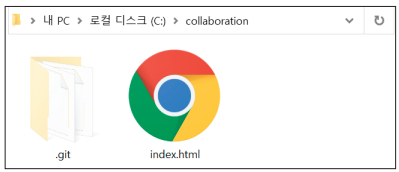 내 PC > 로컬 디스크 (C:) > collaboration
.git
index.html